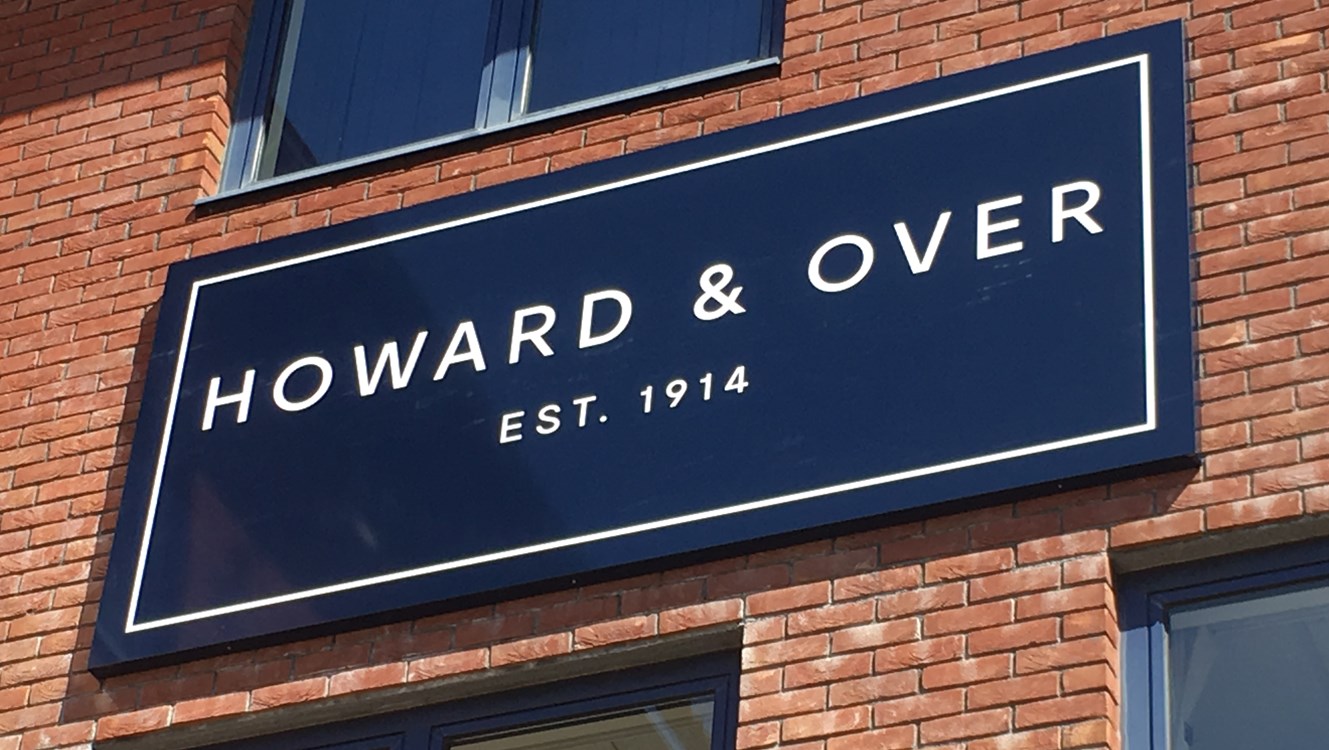 HOWARD & OVER
EST. 1914